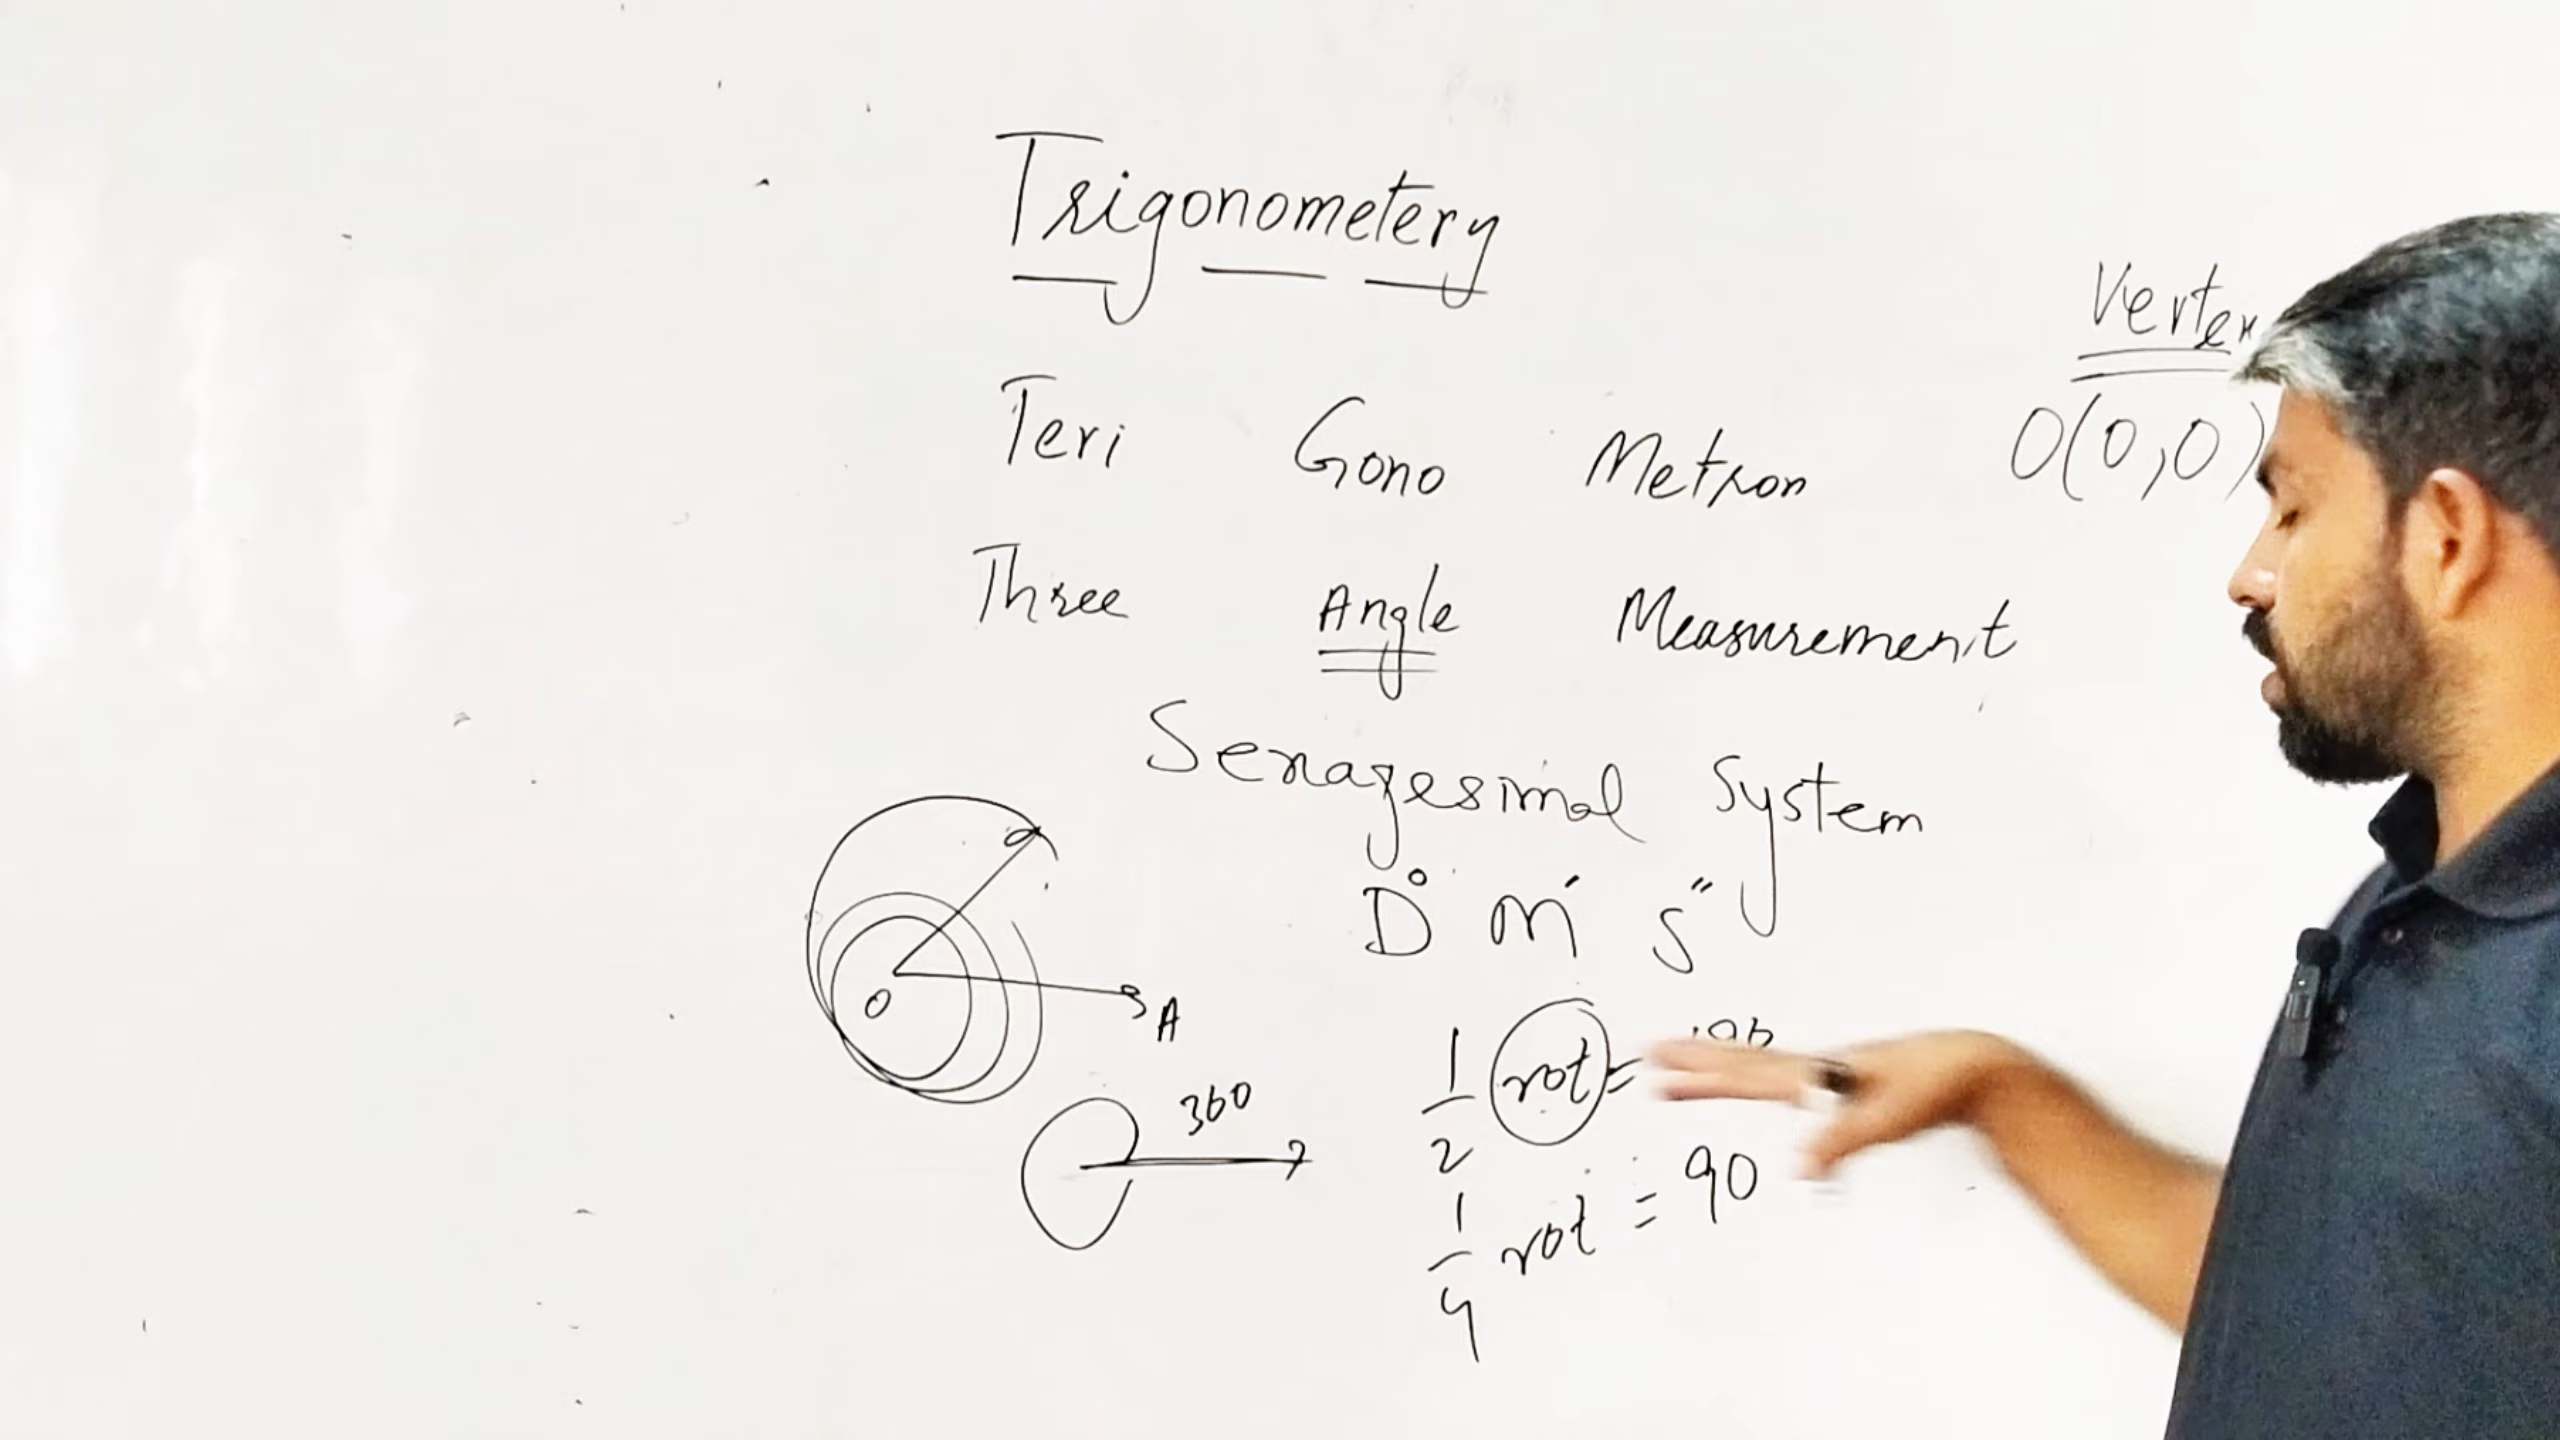 Trigonometery
Vertex
Teri Gono Metron
O(0,0)
Three Angle Measurement
Sexagesimal System
D° M' S"
O
A
1/2 rot =
360
1/4 rot = 90